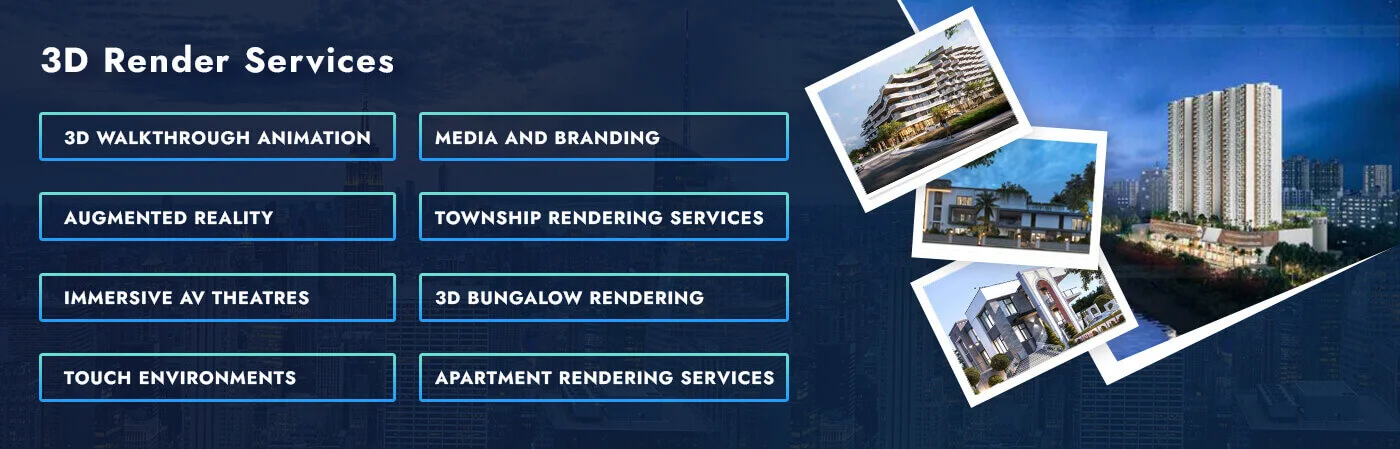 3D Render Services
3D WALKTHROUGH ANIMATION
MEDIA AND BRANDING
AUGMENTED REALITY
TOWNSHIP RENDERING SERVICES
IMMERSIVE AV THEATRES
3D BUNGALOW RENDERING
TOUCH ENVIRONMENTS
APARTMENT RENDERING SERVICES